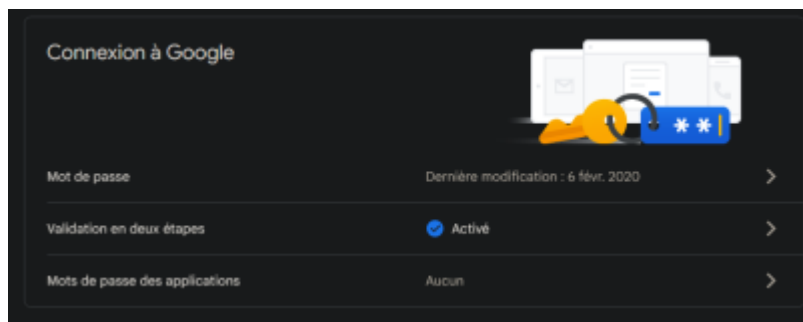 Connexion à Google
**
Mot de passe Dernière modification : 6 févr. 2020
Validation en deux étapes Activé
Mots de passe des applications Aucun